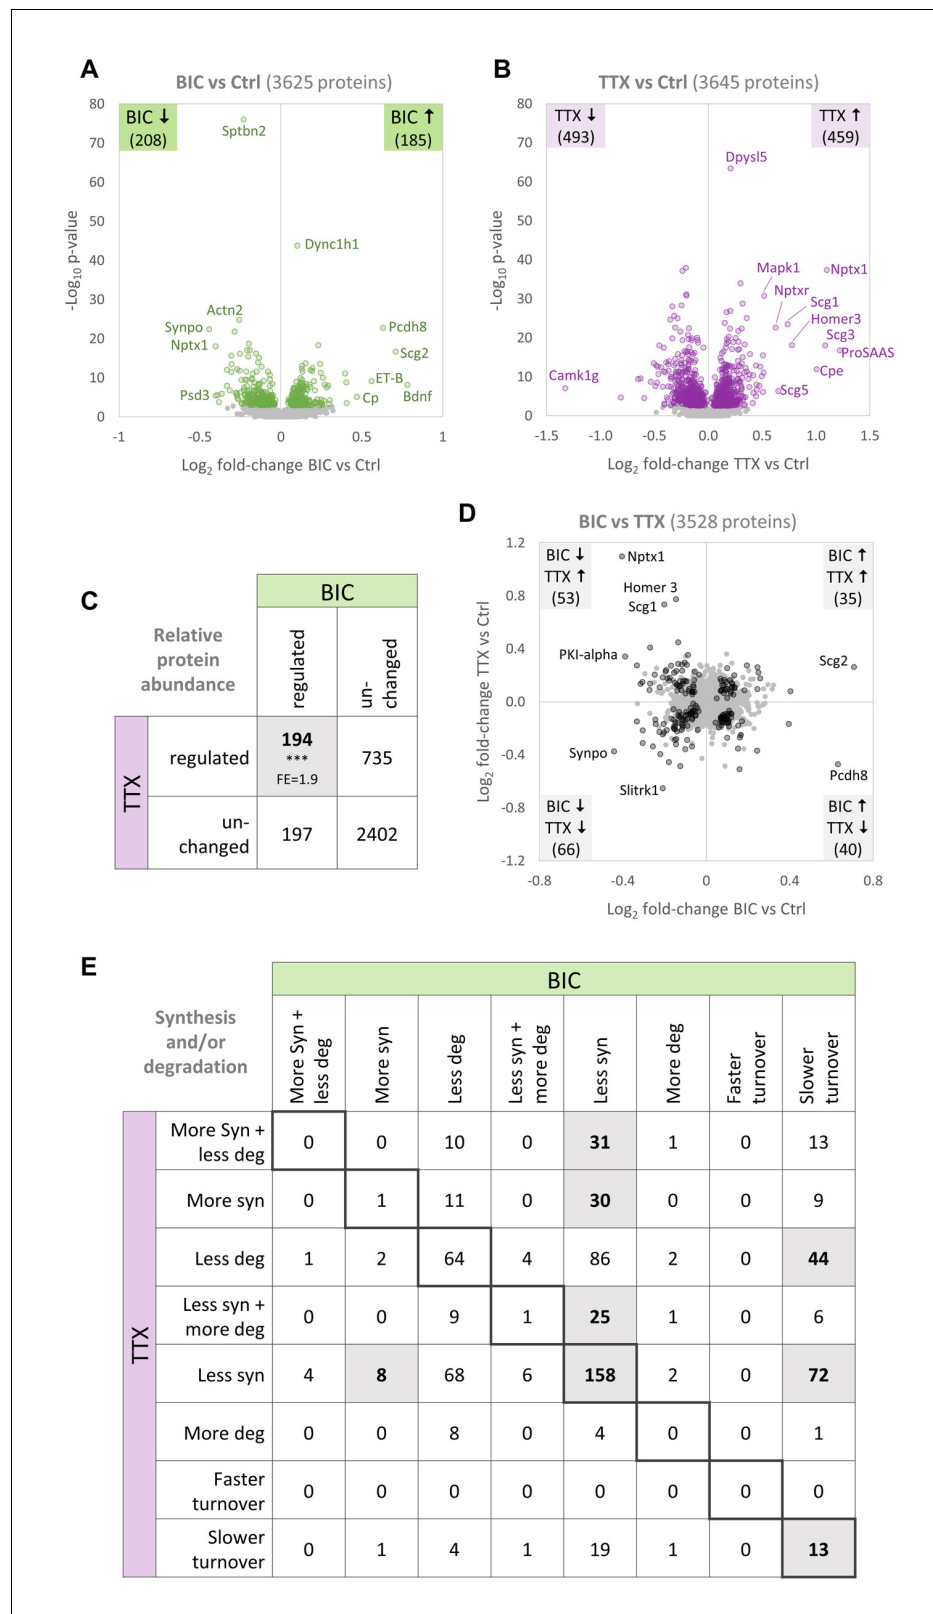 A
BIC vs Ctrl (3625 proteins)
BIC ↓
(208)
BIC ↑
(185)
Sptbn2
Dync1h1
Actn2
Synpo
Nptx1
Psd3
Pcdh8
Scg2
ET-B
Bdnf
Cp
80
70
60
50
40
30
20
10
0
-Log10 p-value
-1
-0.5
0
0.5
1
Log2 fold-change BIC vs Ctrl
B
TTX vs Ctrl (3645 proteins)
TTX ↓
(493)
TTX ↑
(459)
Dpysl5
Mapk1
Nptx1
Nptxr
Scg1
Homer3
Scg3
ProSAAS
Cpe
Scg5
Camk1g
80
70
60
50
40
30
20
10
0
-Log10 p-value
-1.5
-1.0
-0.5
0.0
0.5
1.0
1.5
Log2 fold-change TTX vs Ctrl
C
Relative
protein
abundance
BIC
regulated
un-
changed
TTX
regulated
194
***
FE=1.9
735
un-
changed
197
2402
D
BIC vs TTX (3528 proteins)
BIC ↓
TTX ↑
(53)
BIC ↑
TTX ↑
(35)
Nptx1
Homer 3
Scg1
PKI-alpha
Scg2
Synpo
Slitrk1
Pcdh8
BIC ↓
TTX ↓
(66)
BIC ↑
TTX ↓
(40)
1.2
0.8
0.4
0.0
-0.4
-0.8
-1.2
Log2 fold-change TTX vs Ctrl
-0.8
-0.4
0
0.4
0.8
Log2 fold-change BIC vs Ctrl
E
Synthesis
and/or
degradation
BIC
More Syn +
less deg
More syn
Less deg
Less syn +
more deg
Less syn
More deg
Faster
turnover
Slower
turnover
TTX
More Syn +
less deg
0 0 10 0 31 1 0 13
More syn
0 1 11 0 30 0 0 9
Less deg
1 2 64 4 86 2 0 44
Less syn +
more deg
0 0 9 1 25 1 0 6
Less syn
4 8 68 6 158 2 0 72
More deg
0 0 8 0 4 0 0 1
Faster
turnover
0 0 0 0 0 0 0 0
Slower
turnover
0 1 4 1 19 1 0 13